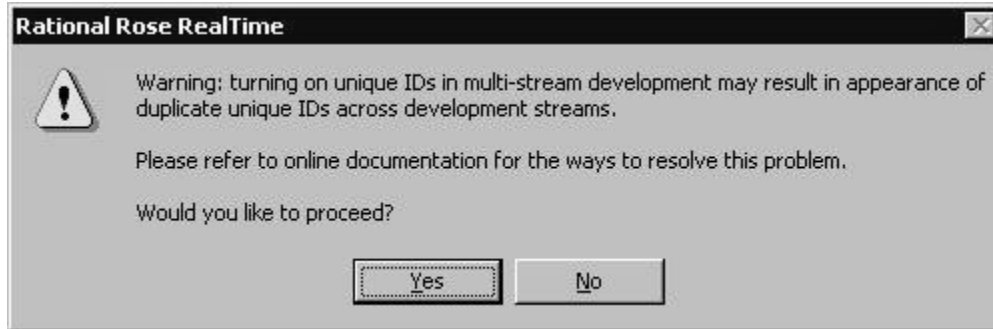 Rational Rose RealTime
Warning: turning on unique IDs in multi-stream development may result in appearance of
duplicate unique IDs across development streams.
Please refer to online documentation for the ways to resolve this problem.
Would you like to proceed?
Yes
No